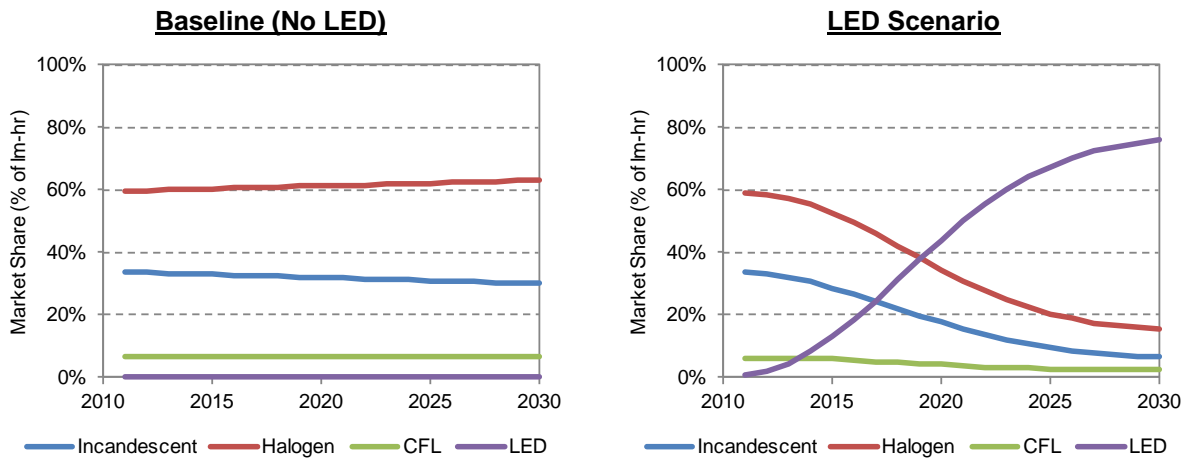 Baseline (No LED)
100%
80%
60%
40%
20%
0%
Market Share (% of lm-hr)
2010 2015 2020 2025 2030
Incandescent Halogen CFL LED
LED Scenario
100%
80%
60%
40%
20%
0%
Market Share (% of lm-hr)
2010 2015 2020 2025 2030
Incandescent Halogen CFL LED